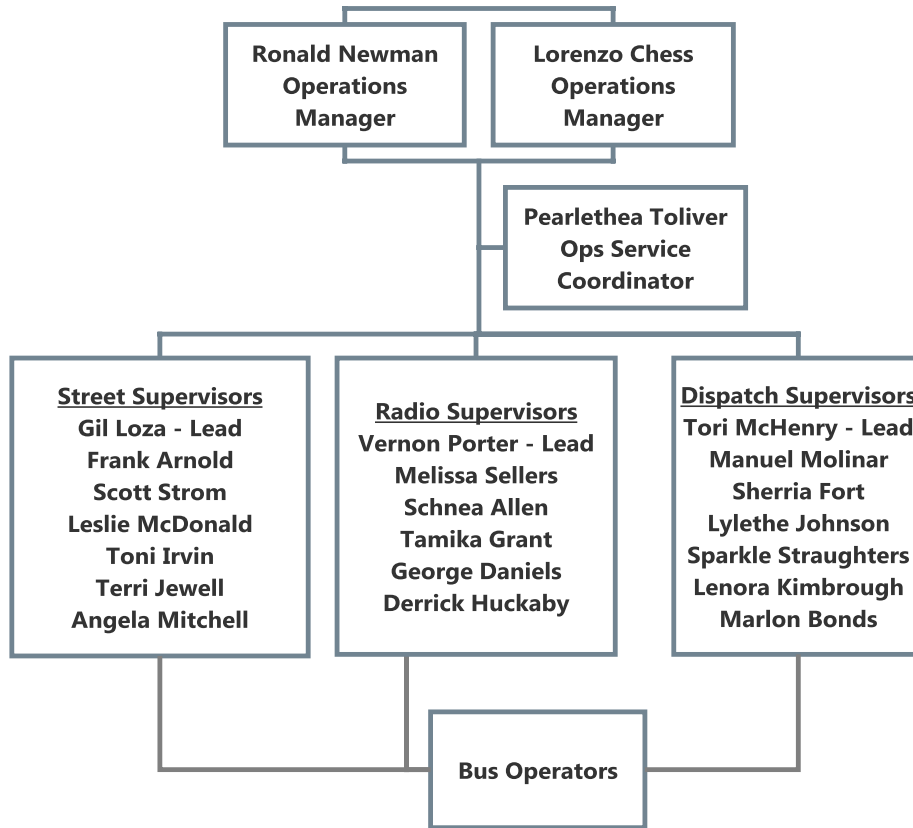 Ronald Newman
Operations
Manager
Lorenzo Chess
Operations
Manager
Pearlethea Toliver
Ops Service
Coordinator
Street Supervisors
Gil Loza - Lead
Frank Arnold
Scott Strom
Leslie McDonald
Toni Irvin
Terri Jewell
Angela Mitchell
Radio Supervisors
Vernon Porter - Lead
Melissa Sellers
Schnea Allen
Tamika Grant
George Daniels
Derrick Huckaby
Dispatch Supervisors
Tori McHenry - Lead
Manuel Molinar
Sherria Fort
Lylethe Johnson
Sparkle Straughters
Lenora Kimbrough
Marlon Bonds
Bus Operators